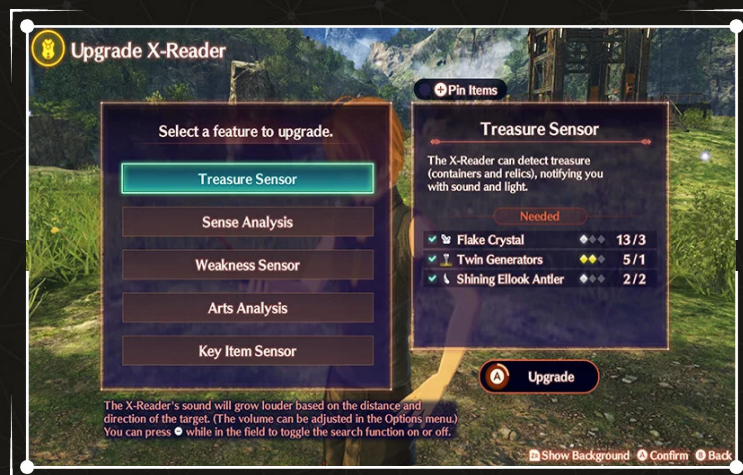 Upgrade X-Reader
Pin Items
Select a feature to upgrade.
Treasure Sensor
Sense Analysis
Weakness Sensor
Arts Analysis
Key Item Sensor
Treasure Sensor
The X-Reader can detect treasure
(containers and relics), notifying you
with sound and light.
Needed
Flake Crystal 13/3
Twin Generators 5/1
Shining Ellook Antler 2/2
A Upgrade
The X-Reader's sound will grow louder based on the distance and
direction of the target. (The volume can be adjusted in the Options menu.)
You can press while in the field to toggle the search function on or off.
Show Background A Confirm B Back